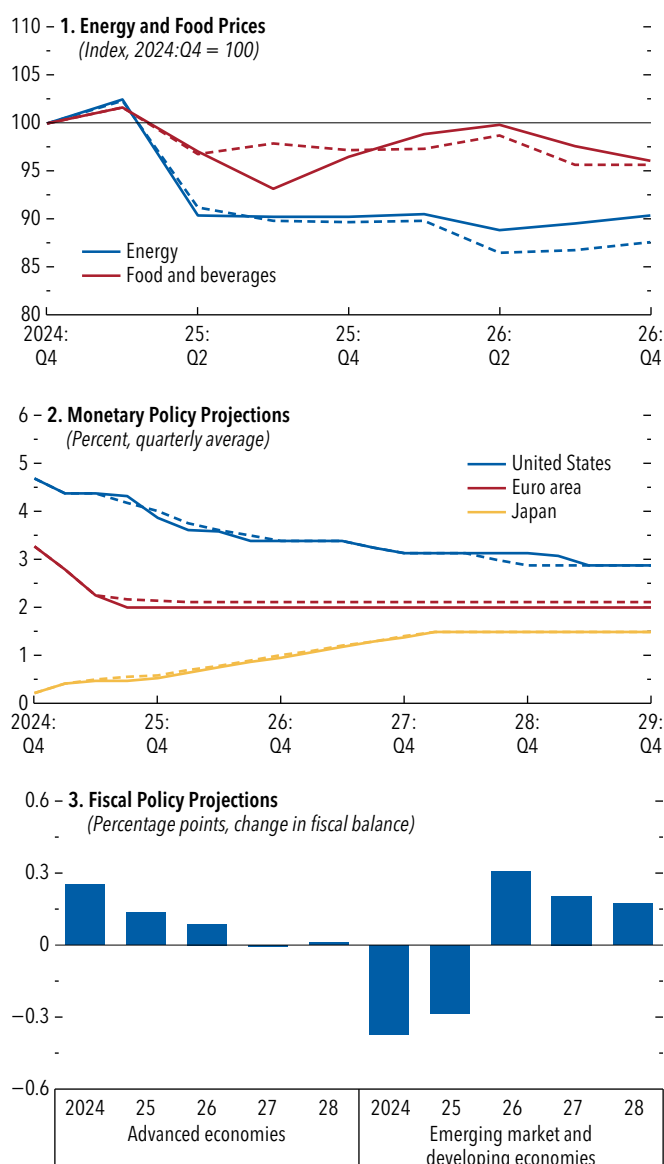 1. Energy and Food Prices
(Index, 2024:Q4 = 100)
110
105
100
95
90
85
80
Energy
Food and beverages
2024: 25: 25: 26: 26:
Q4 Q2 Q4 Q2 Q4
2. Monetary Policy Projections
(Percent, quarterly average)
6
5
4
3
2
1
0
United States
Euro area
Japan
2024: 25: 26: 27: 28: 29:
Q4 Q4 Q4 Q4 Q4 Q4
3. Fiscal Policy Projections
(Percentage points, change in fiscal balance)
0.6
0.3
0
−0.3
−0.6
2024 25 26 27 28 2024 25 26 27 28
Advanced economies
Emerging market and
developing economies